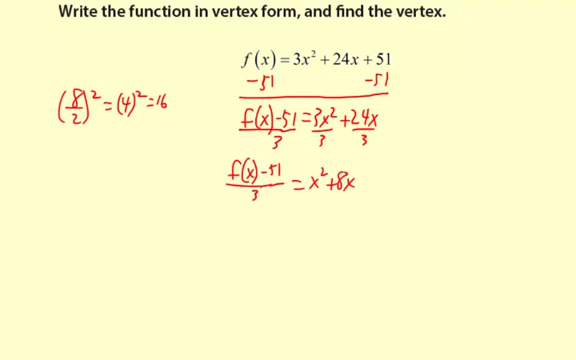 Write the function in vertex form, and find the vertex.
f(x) = 3x² + 24x + 51
-51 -51
(8/2)² = (4)² = 16
f(x) - 51 = 3x² + 24x
3 3 3
f(x) - 51
3
= x² + 8x